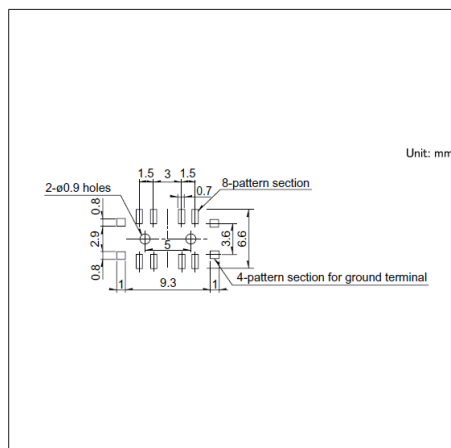 Unit: mm
1.5 3 1.5
0.7
8-pattern section
2-ø0.9 holes
0.8
2.9
0.8
5
3.6
6.6
4-pattern section for ground terminal
1 9.3 1